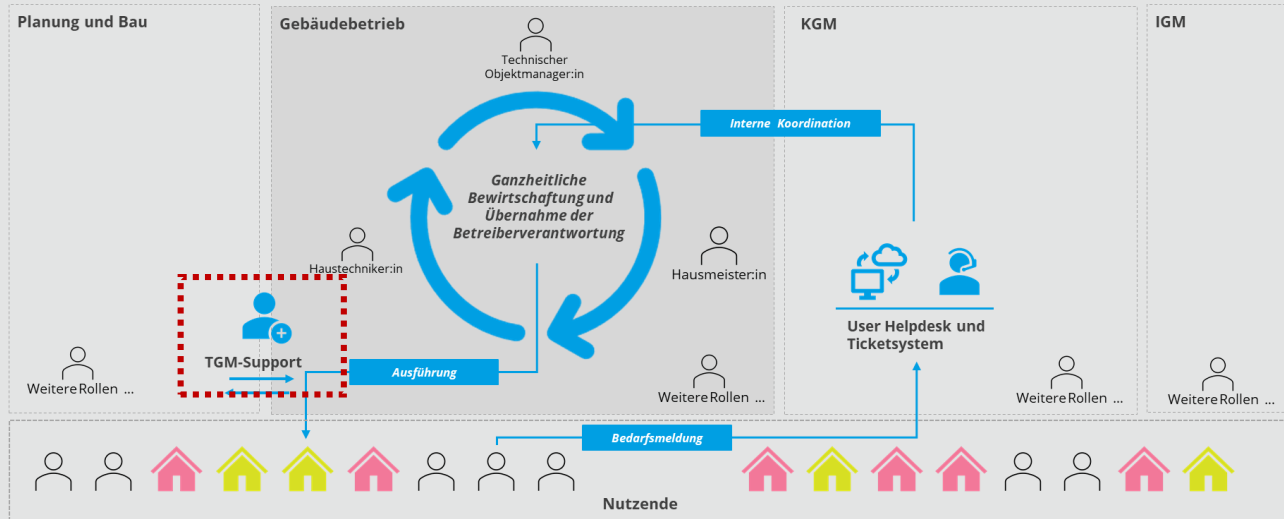 Planung und Bau
Gebäudebetrieb
KGM
IGM
Technischer
Objektmanager:in
Interne Koordination
Ganzheitliche
Bewirtschaftung und
Übernahme der
Betreiberverantwortung
Haustechniker:in
Hausmeister:in
User Helpdesk und
Ticketsystem
TGM-Support
Ausführung
Weitere Rollen ...
Weitere Rollen ...
Weitere Rollen ...
Weitere Rollen ...
Bedarfsmeldung
Nutzende